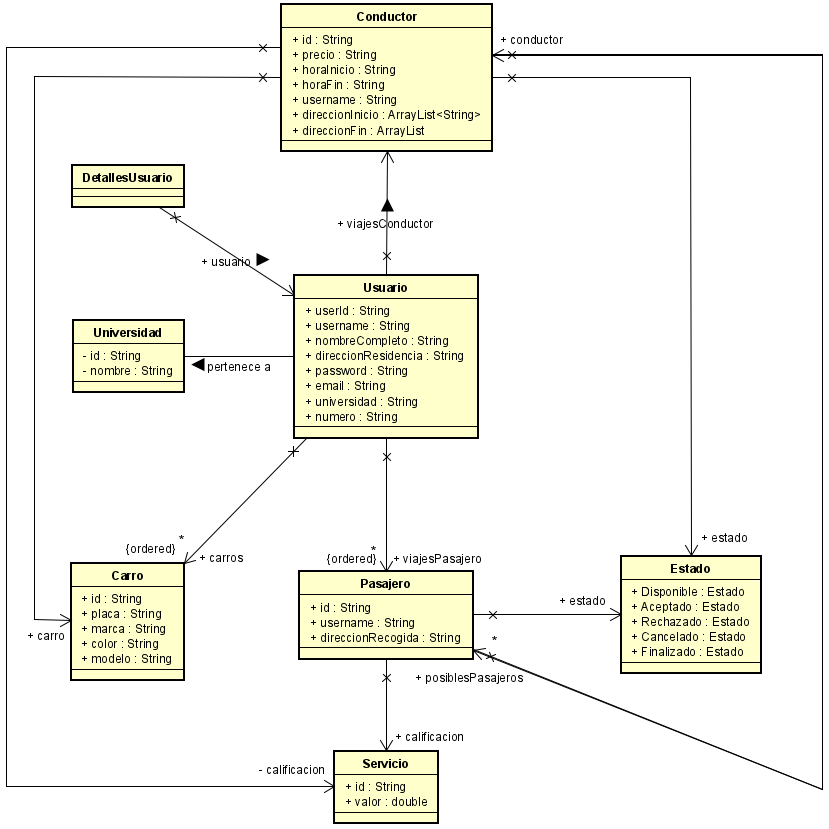 Conductor
+ id : String
+ precio : String
+ horaInicio : String
+ horaFin : String
+ username : String
+ direccionInicio : ArrayList<String>
+ direccionFin : ArrayList
+ conductor
DetallesUsuario
+ viajesConductor
+ usuario
Usuario
+ userId : String
+ username : String
+ nombreCompleto : String
+ direccionResidencia : String
+ password : String
+ email : String
+ universidad : String
+ numero : String
Universidad
- id : String
- nombre : String
pertenece a
*
{ordered}
+ carros
*
{ordered}
+ viajesPasajero
+ estado
Carro
+ id : String
+ placa : String
+ marca : String
+ color : String
+ modelo : String
+ carro
Pasajero
+ id : String
+ username : String
+ direccionRecogida : String
+ estado
Estado
+ Disponible : Estado
+ Aceptado : Estado
+ Rechazado : Estado
+ Cancelado : Estado
+ Finalizado : Estado
*
+ posiblesPasajeros
+ calificacion
- calificacion
Servicio
+ id : String
+ valor : double